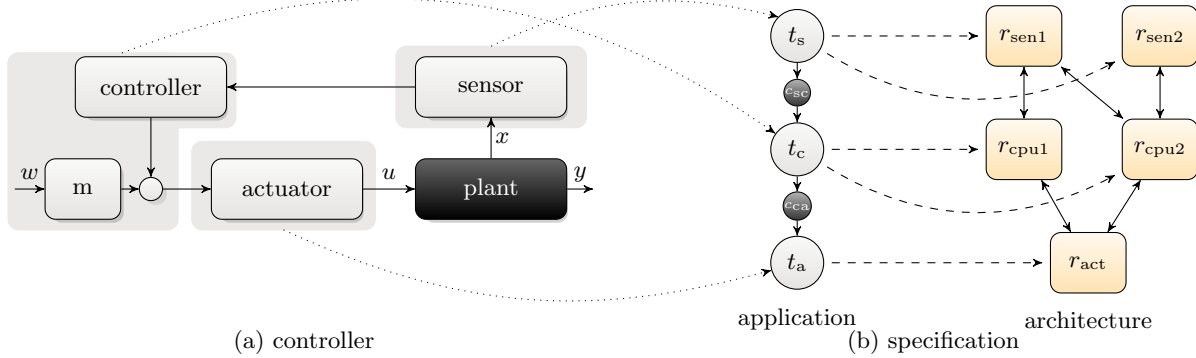 controller
sensor
w
m
actuator
u
plant
x
y
(a) controller
t_s
c_sc
t_c
c_ca
t_a
application
r_sen1
r_sen2
r_cpu1
r_cpu2
r_act
architecture
(b) specification